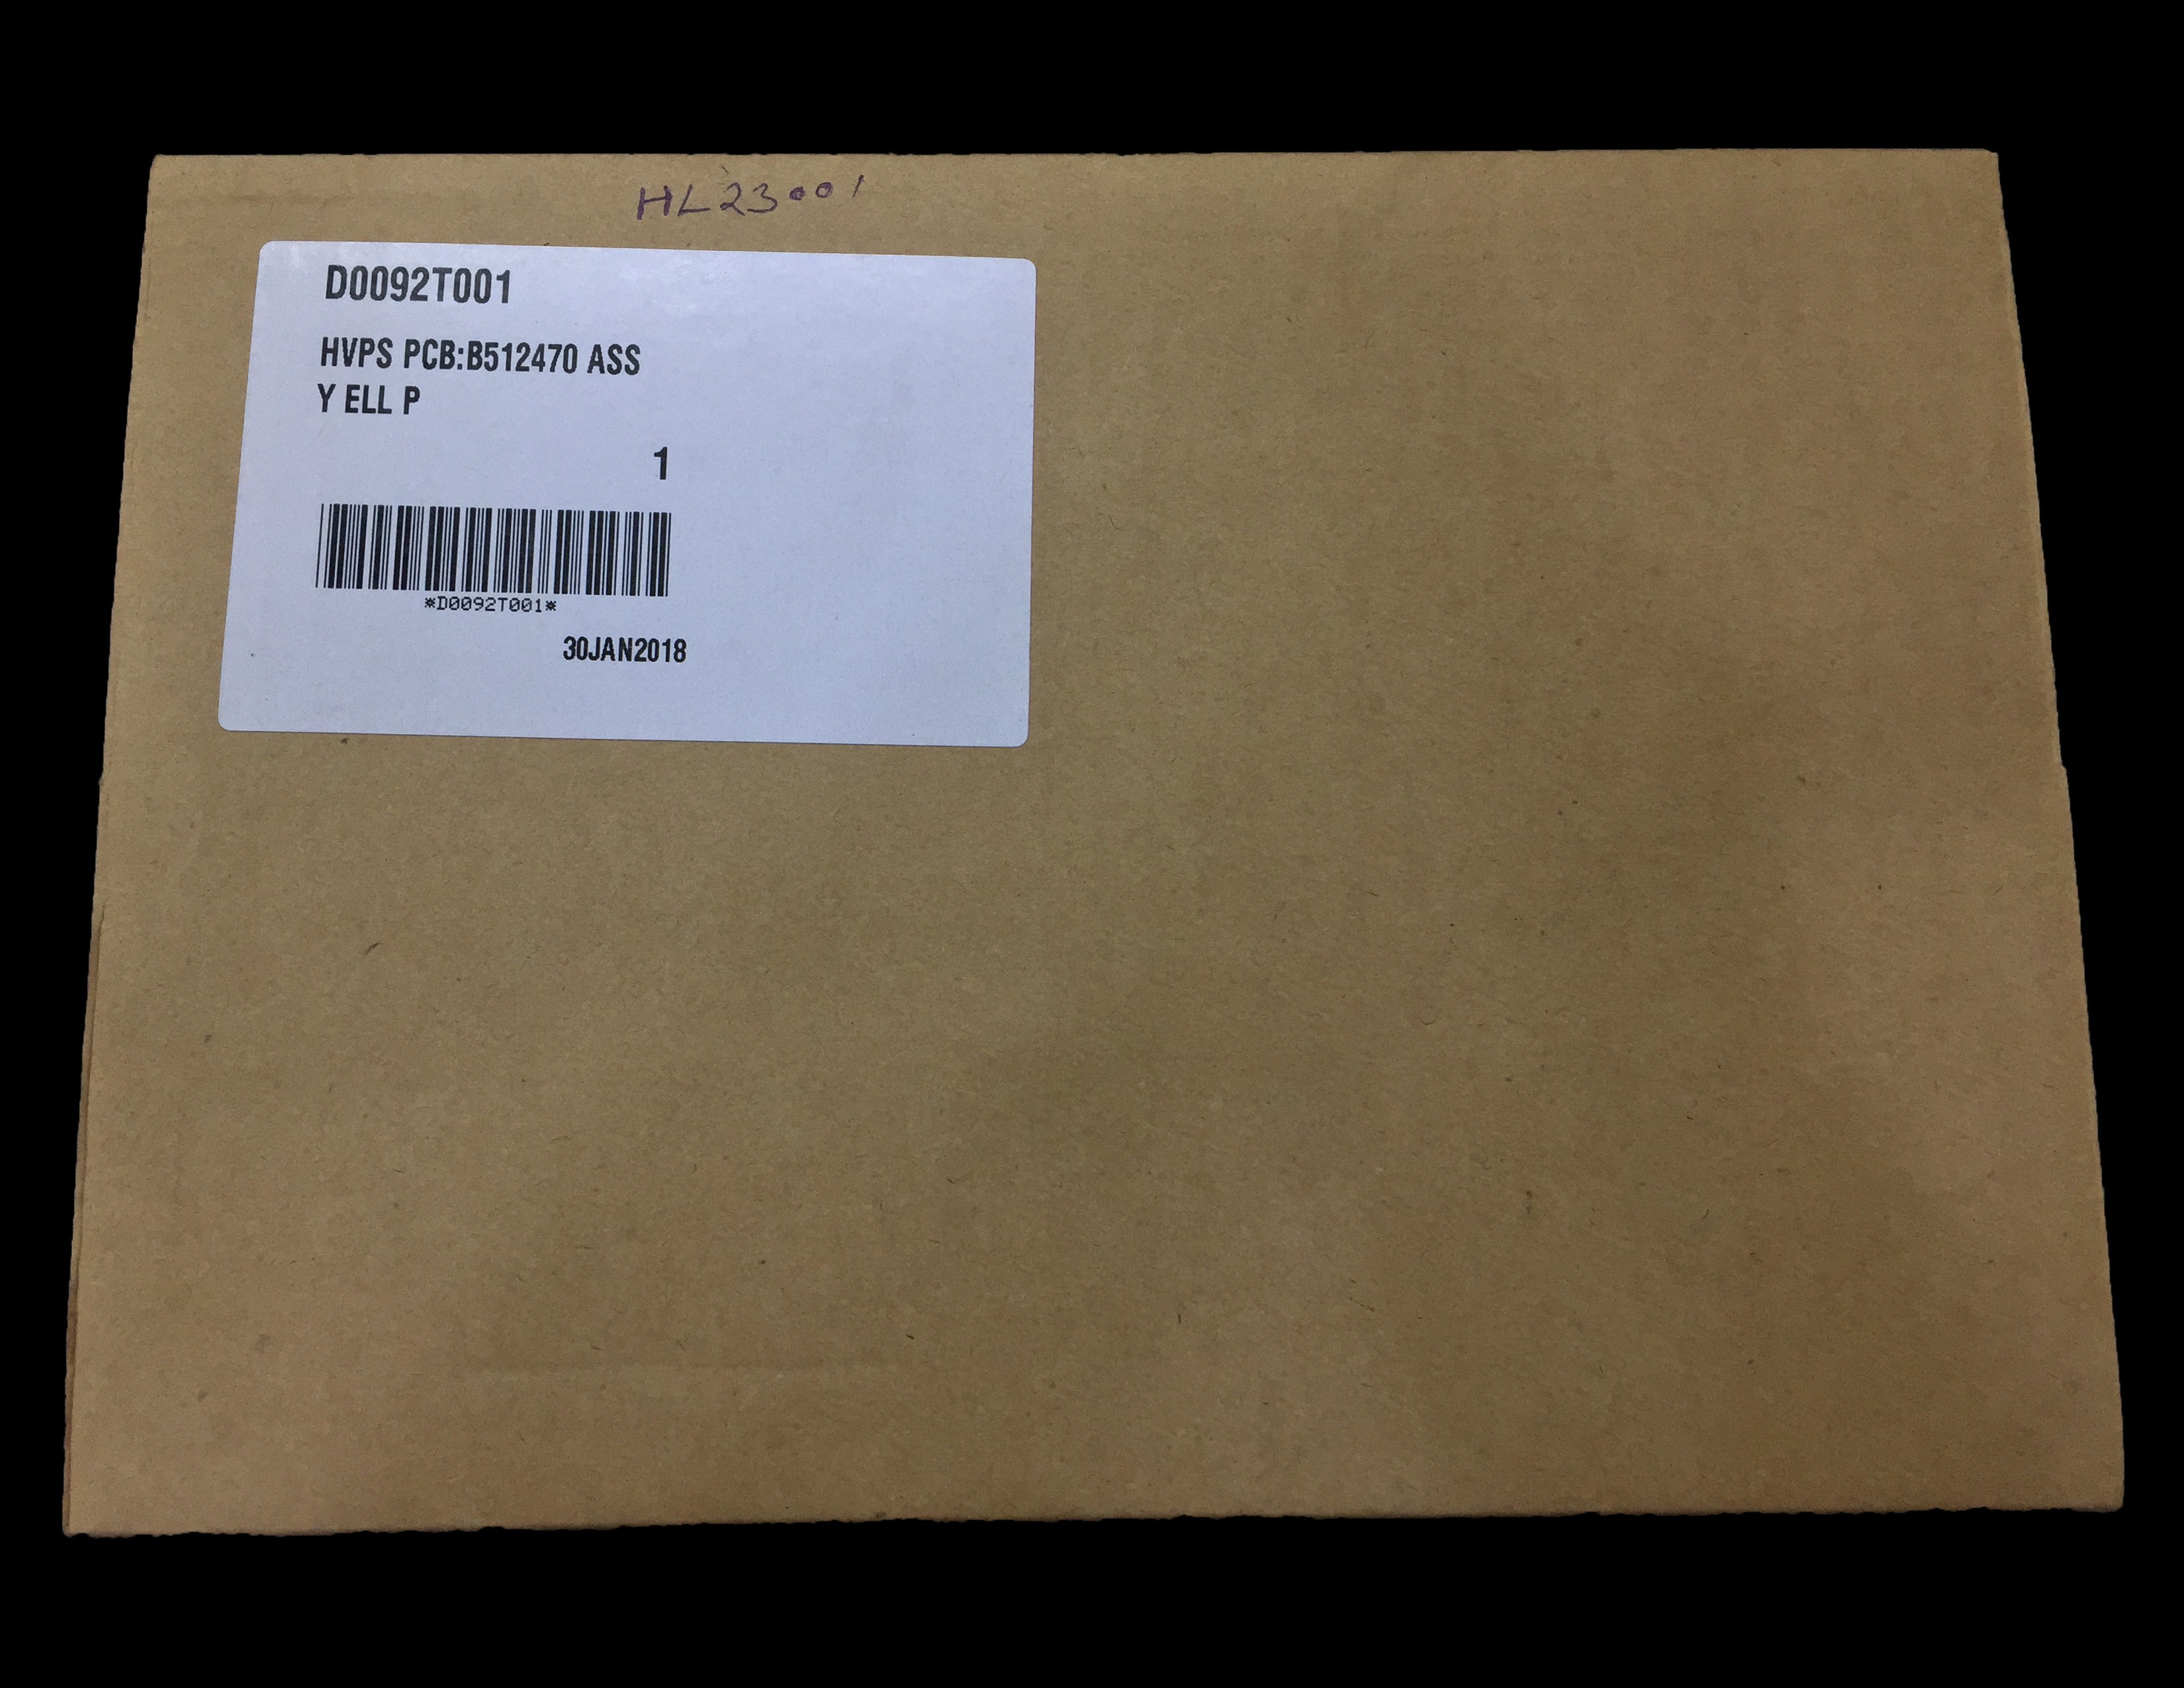 HL23001
D0092T001
HVPS PCB:B512470 ASS
Y ELL P
1
*D0092T001*
30JAN2018